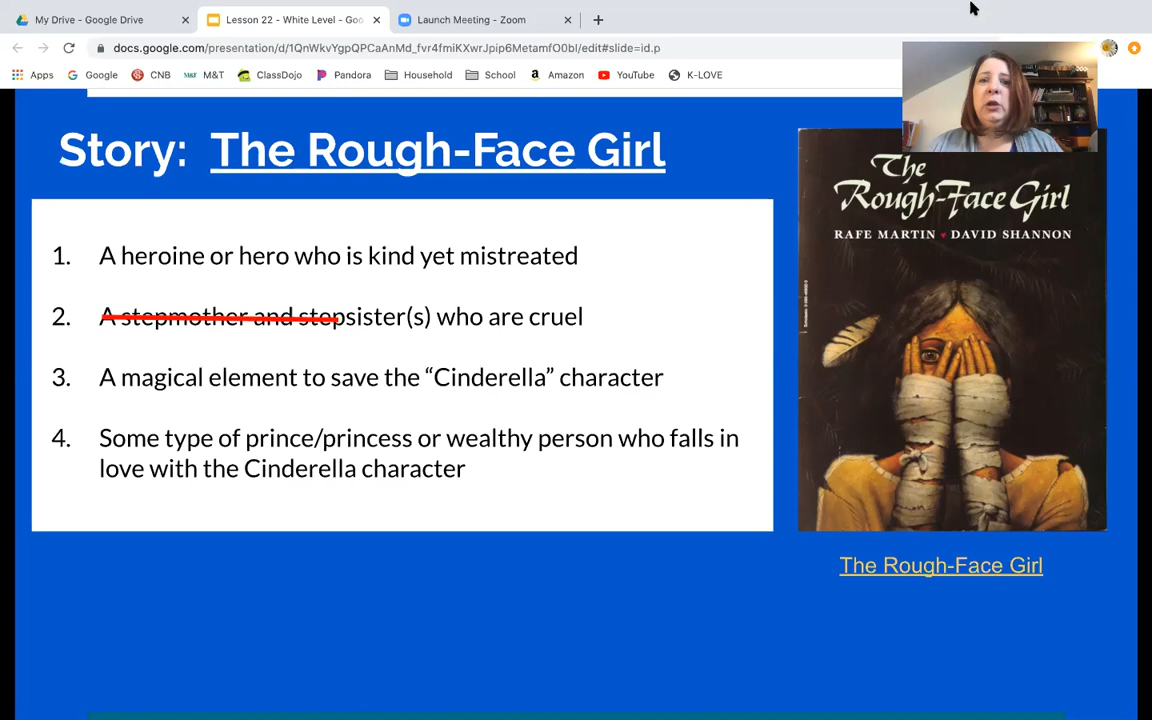 My Drive - Google Drive
Lesson 22 - White Level - Goo
Launch Meeting - Zoom
docs.google.com/presentation/d/1QnWkvYgpQPCaAnMd_fvr4fmiKXwrJpip6MetamfO0bI/edit#slide=id.p
Apps Google CNB M&T ClassDojo Pandora Household School Amazon YouTube K-LOVE
Story: The Rough-Face Girl
1. A heroine or hero who is kind yet mistreated
2. A stepmother and stepsister(s) who are cruel
3. A magical element to save the “Cinderella” character
4. Some type of prince/princess or wealthy person who falls in
love with the Cinderella character
The
Rough-Face Girl
RAFE MARTIN DAVID SHANNON
The Rough-Face Girl